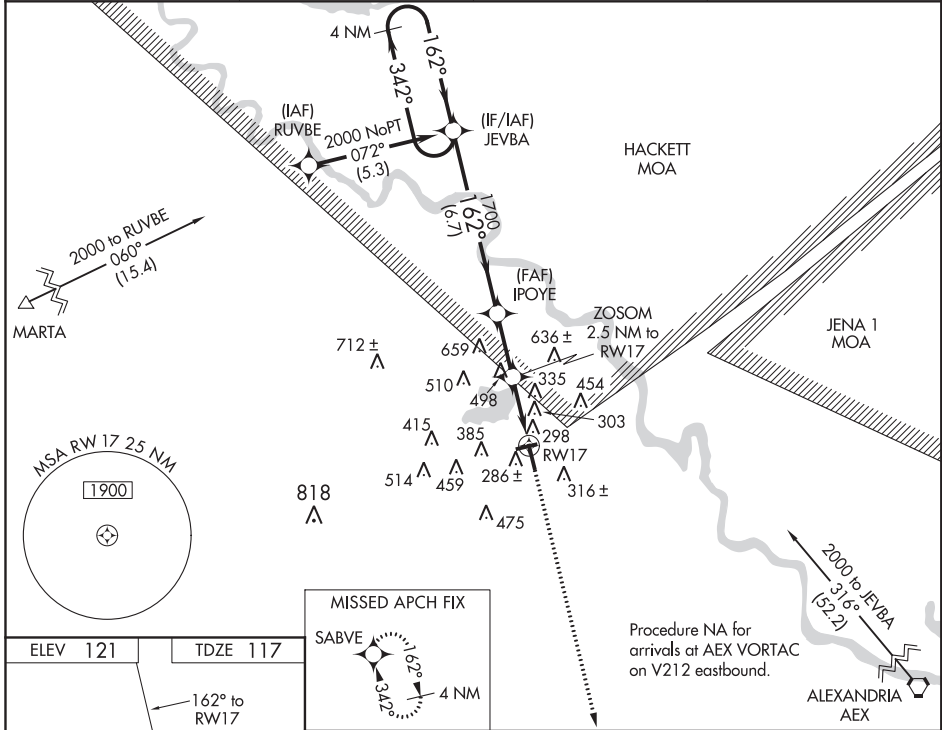 4 NM
162°
342°
(IAF)
RUVBE
2000 NoPT
072°
(5.3)
(IF/IAF)
JEVBA
HACKETT
MOA
1700
162°
(6.7)
2000 to RUVBE
060°
(15.4)
MARTA
(FAF)
IPOYE
ZOSOM
2.5 NM to
RW17
JENA 1
MOA
712 ±
659
636 ±
510
498
335
454
303
415
385
298
RW17
514
459
286 ±
316 ±
818
475
MSA RW 17 25 NM
1900
2000 to JEVBA
316°
(52.2)
ALEXANDRIA
AEX
Procedure NA for
arrivals at AEX VORTAC
on V212 eastbound.
MISSED APCH FIX
SABVE
162°
342°
4 NM
ELEV 121
TDZE 117
162° to
RW17